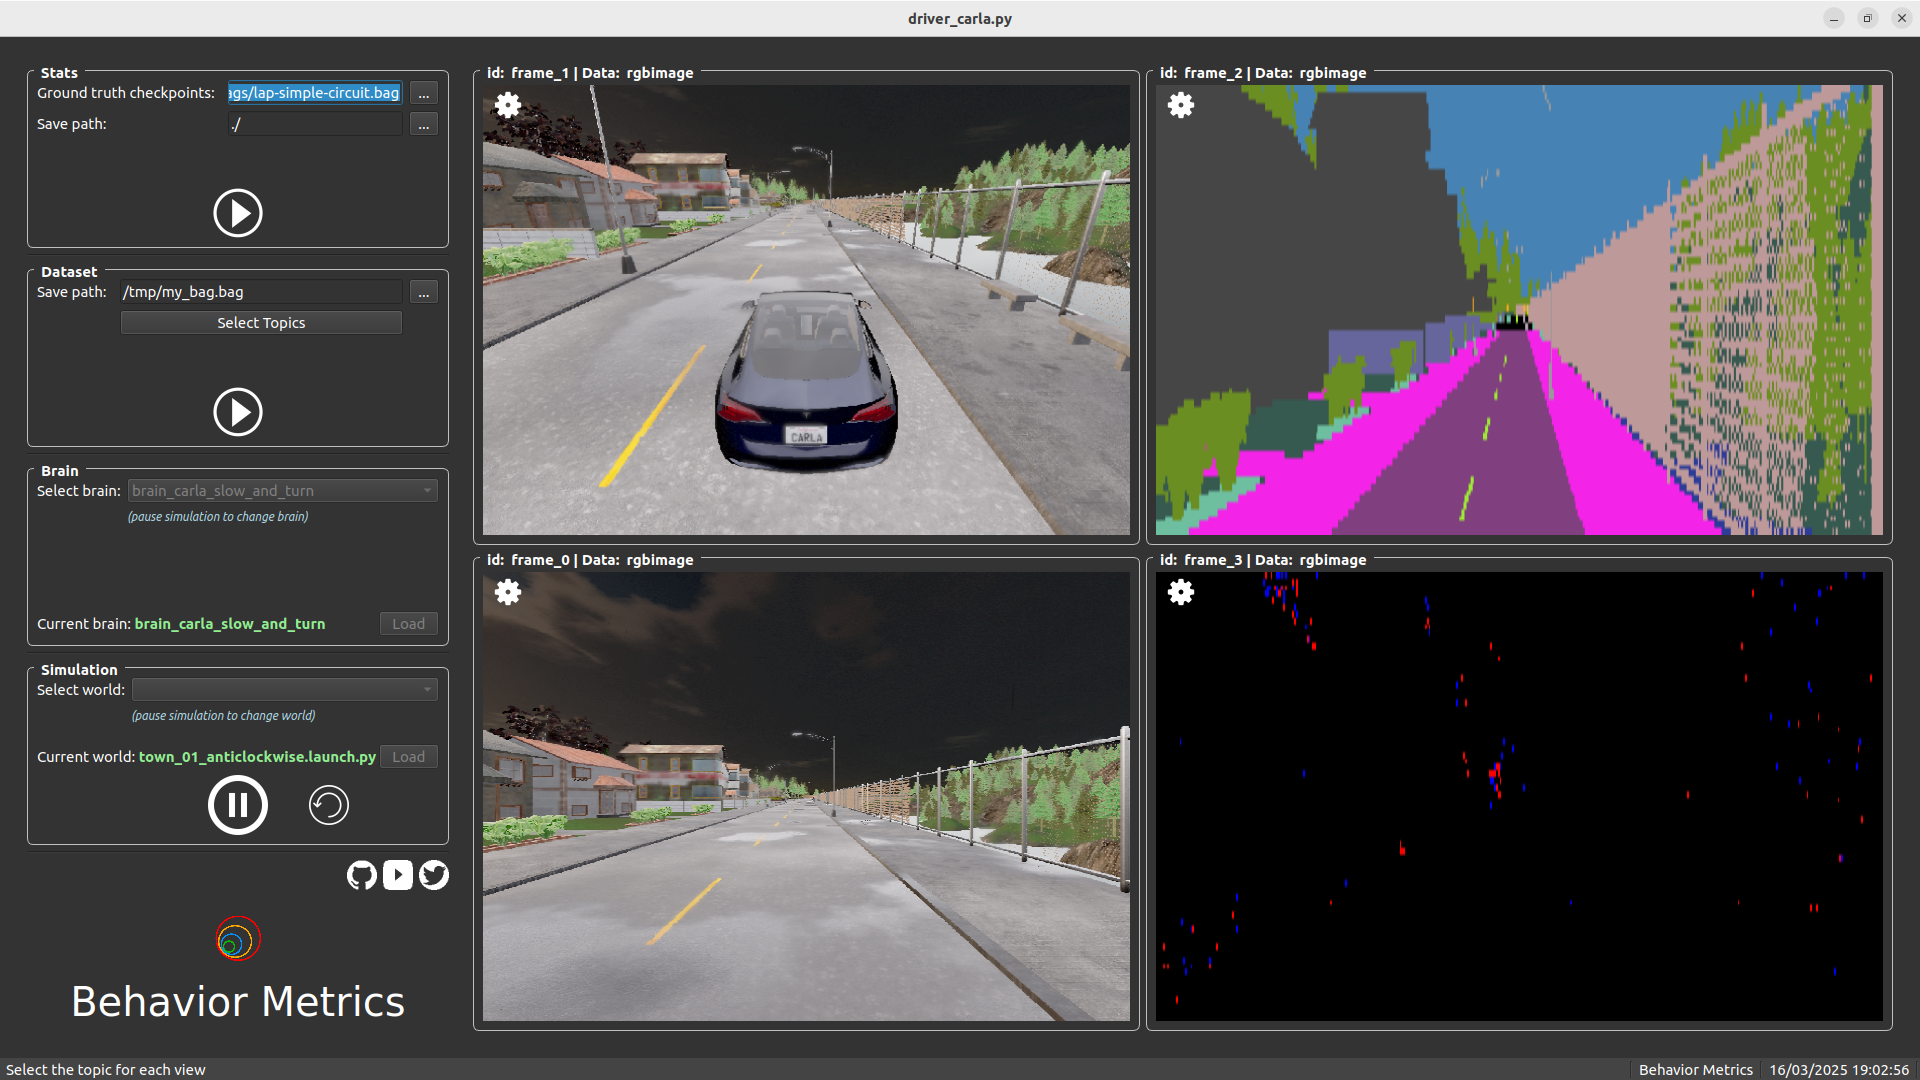 driver_carla.py
Stats
Ground truth checkpoints: ags/lap-simple-circuit.bag ...
Save path: ./ ...
Dataset
Save path: /tmp/my_bag.bag ...
Select Topics
Brain
Select brain: brain_carla_slow_and_turn
(pause simulation to change brain)
Current brain: brain_carla_slow_and_turn Load
Simulation
Select world:
(pause simulation to change world)
Current world: town_01_anticlockwise.launch.py Load
Behavior Metrics
id: frame_1 | Data: rgbimage
CARLA
id: frame_2 | Data: rgbimage
id: frame_0 | Data: rgbimage
id: frame_3 | Data: rgbimage
Select the topic for each view
Behavior Metrics 16/03/2025 19:02:56